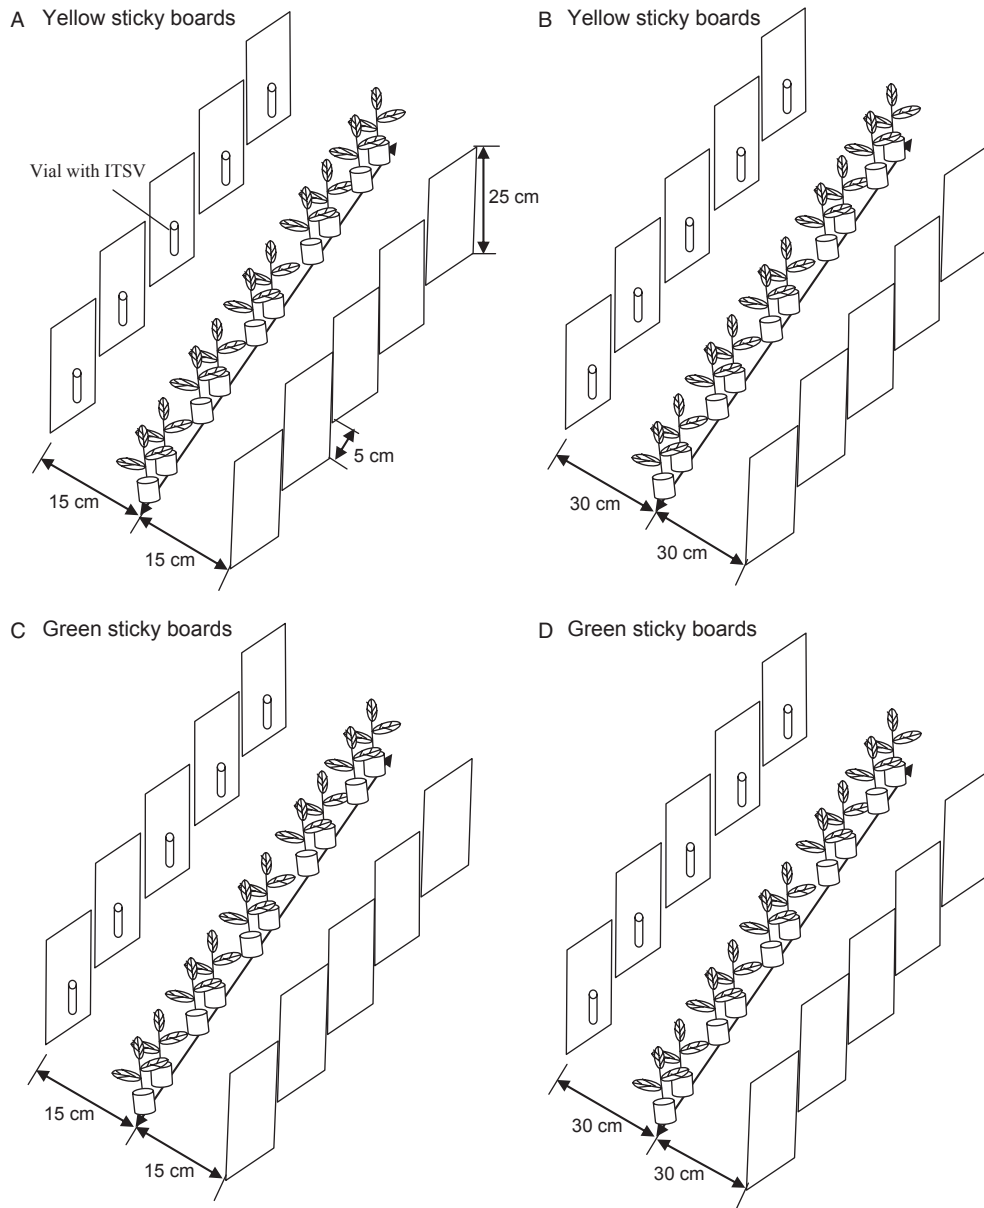 A Yellow sticky boards
B Yellow sticky boards
Vial with ITSV
25 cm
5 cm
15 cm
15 cm
30 cm
30 cm
C Green sticky boards
D Green sticky boards
15 cm
15 cm
30 cm
30 cm